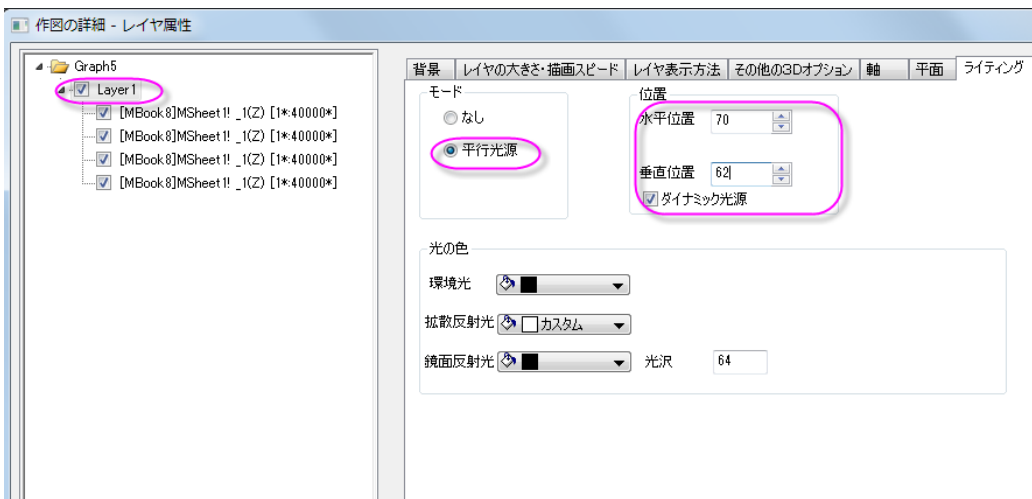 作図の詳細 - レイヤ属性
Graph5
Layer1
[MBook8]MSheet1! _1(Z) [1*:40000*]
[MBook8]MSheet1! _1(Z) [1*:40000*]
[MBook8]MSheet1! _1(Z) [1*:40000*]
[MBook8]MSheet1! _1(Z) [1*:40000*]
背景 レイヤの大きさ・描画スピード レイヤ表示方法 その他の3Dオプション 軸 平面 ライティング
モード
なし
平行光源
位置
水平位置 70
垂直位置 62
ダイナミック光源
光の色
環境光
拡散反射光 カスタム
鏡面反射光 光沢 64